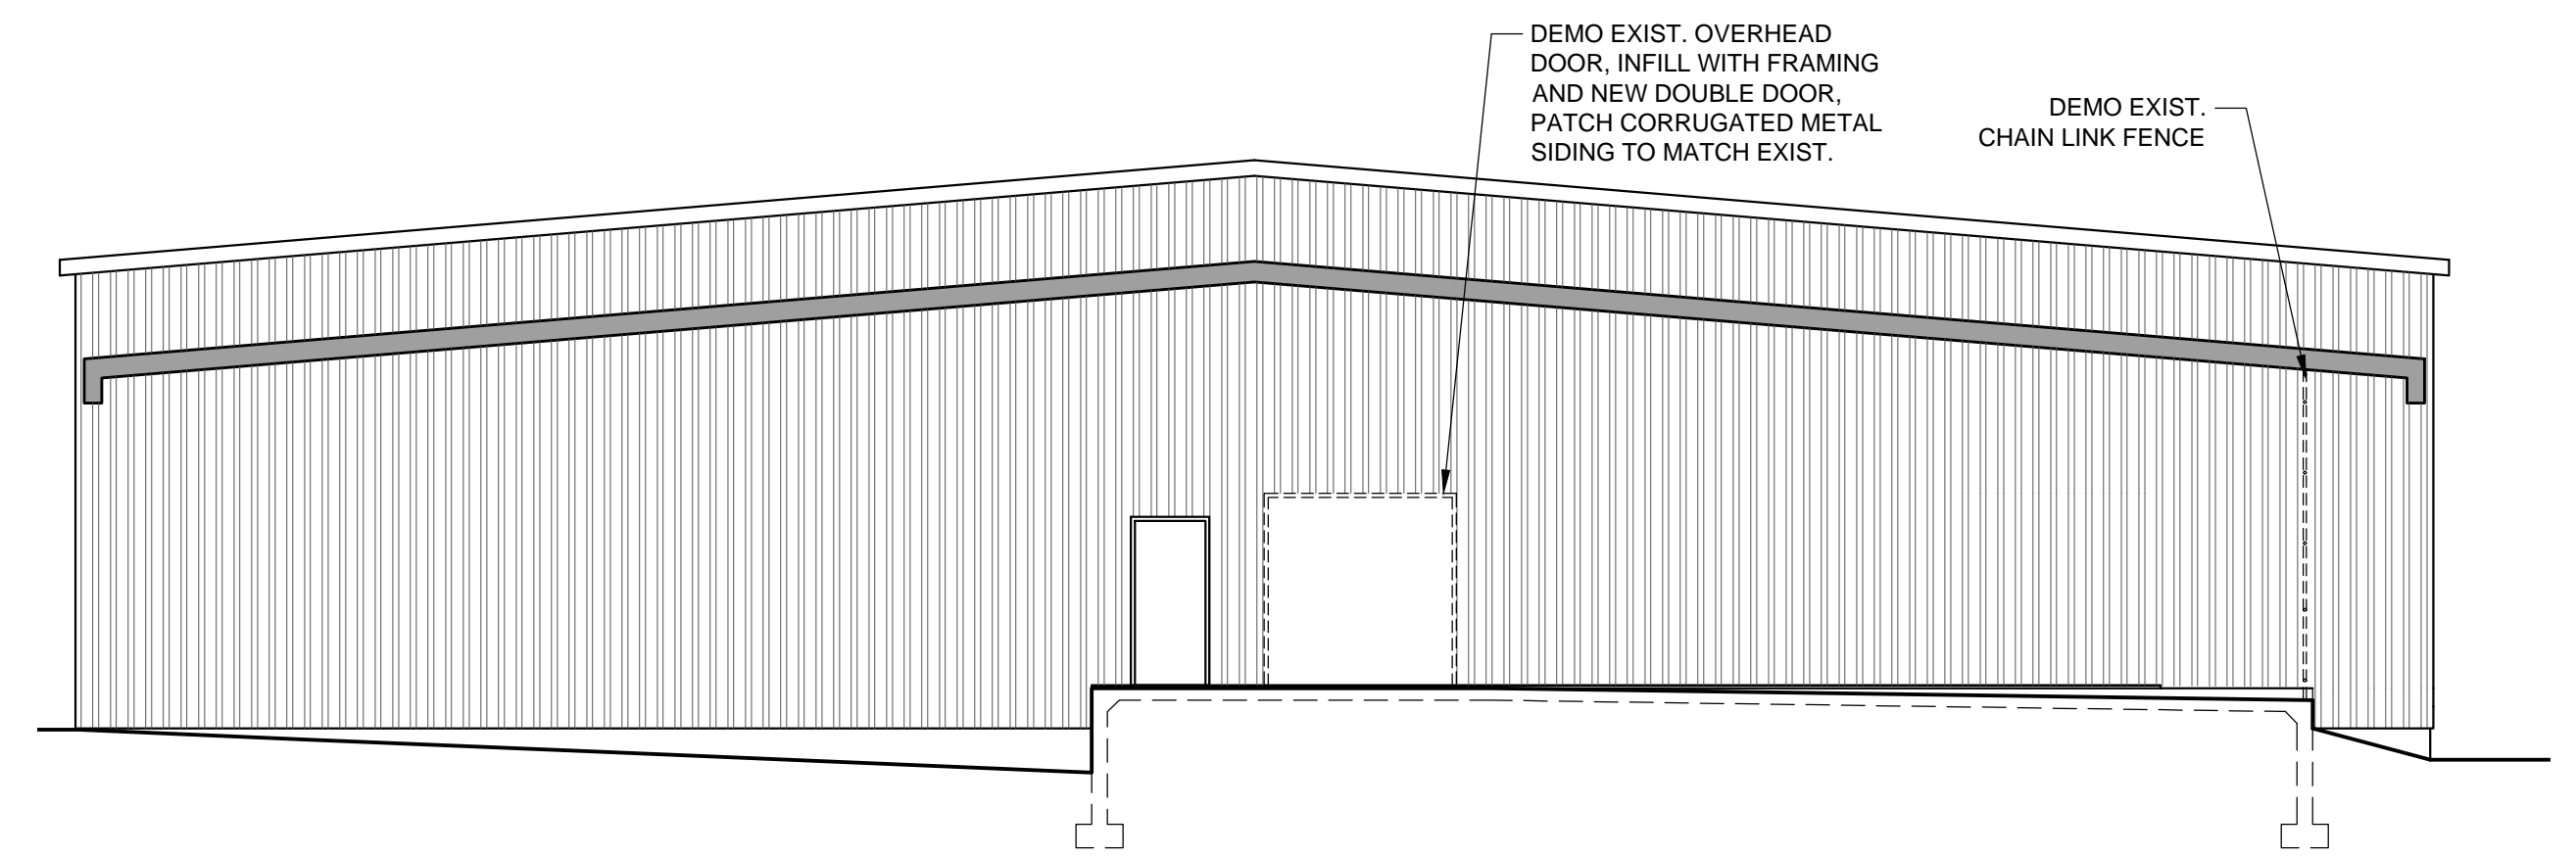 DEMO EXIST. OVERHEAD
DOOR, INFILL WITH FRAMING
AND NEW DOUBLE DOOR,
PATCH CORRUGATED METAL
SIDING TO MATCH EXIST.
DEMO EXIST.
CHAIN LINK FENCE